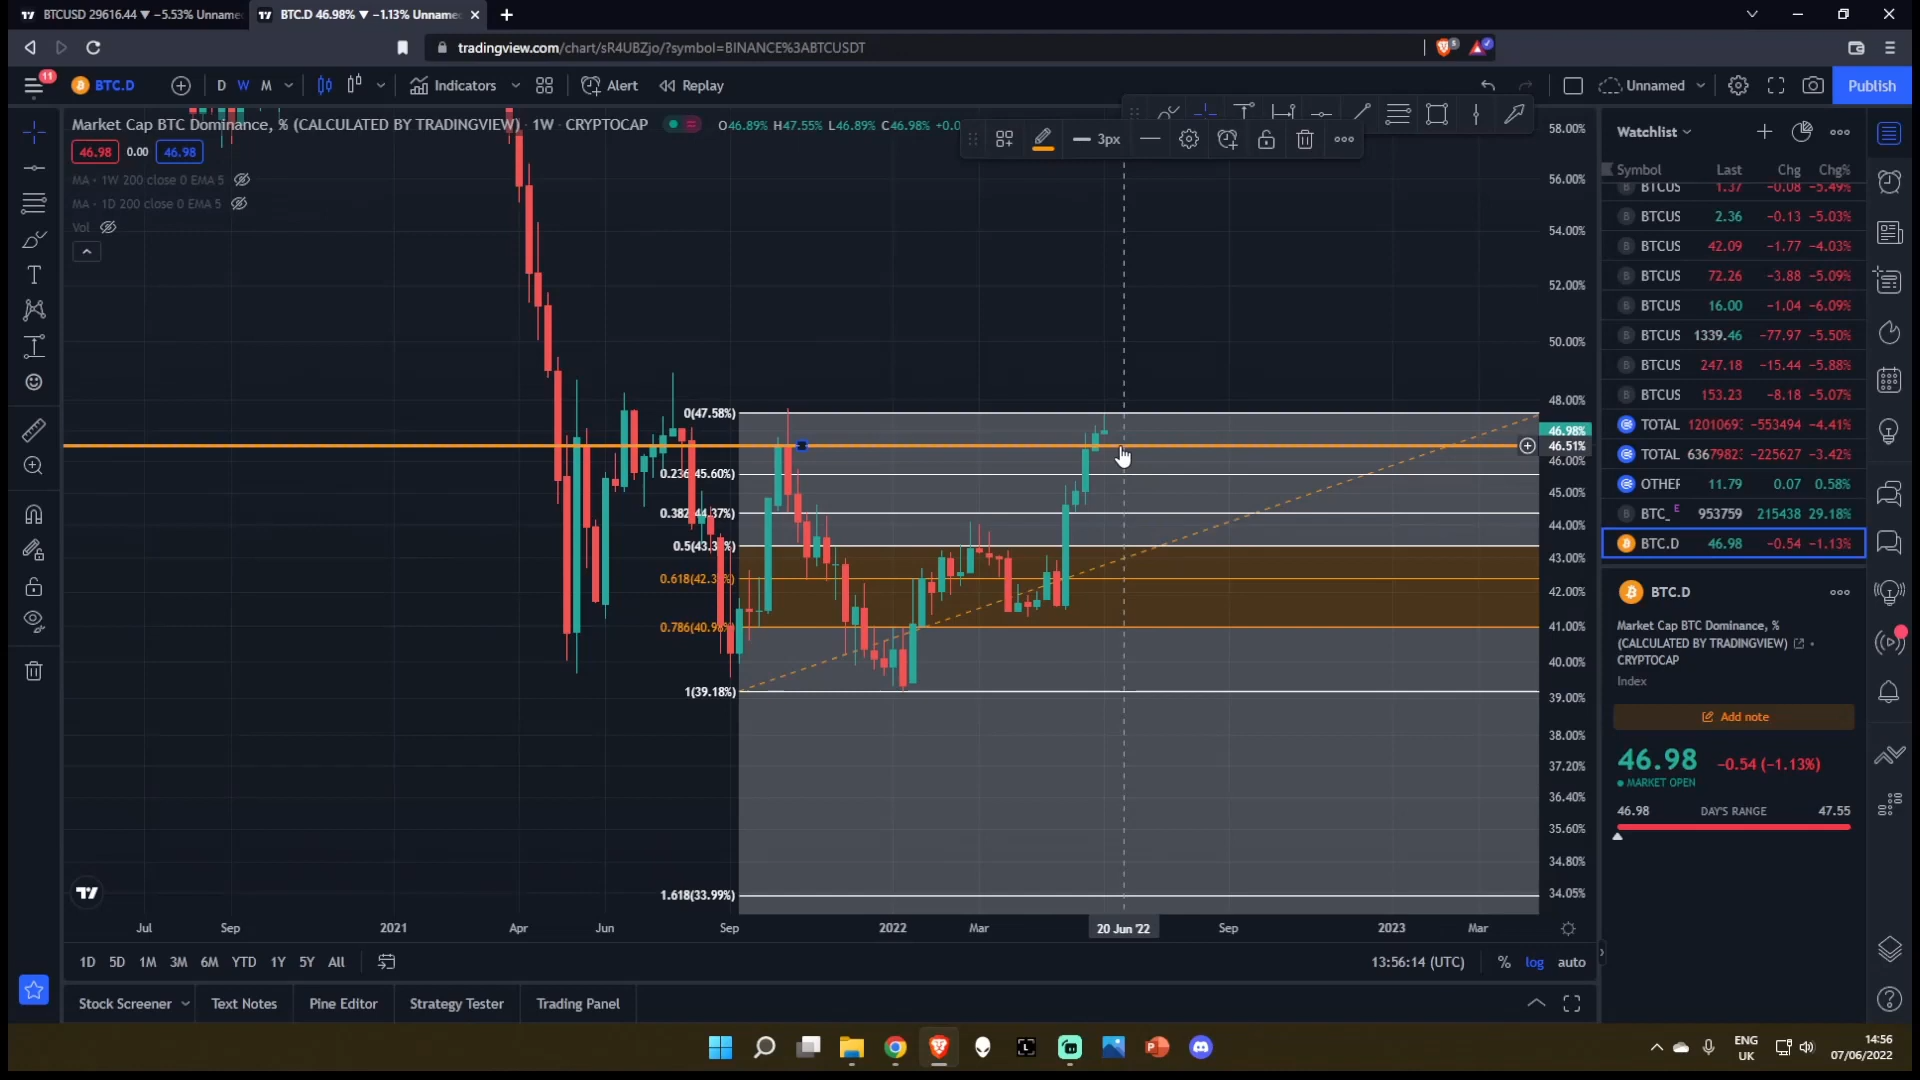 BTCUSD 29616.44 ▼ −5.53% Unname
BTC.D 46.98% ▼ −1.13% Unname
tradingview.com/chart/sR4UBZjo/?symbol=BINANCE%3ABTCUSDT
11
BTC.D
D W M
Indicators
Alert
Replay
Unnamed
Publish
Market Cap BTC Dominance, % (CALCULATED BY TRADINGVIEW) · 1W · CRYPTOCAP
O46.89% H47.55% L46.89% C46.98%
3px
46.98 0.00 46.98
MA · 1W 200 close 0 EMA 5
MA · 1D 200 close 0 EMA 5
Vol
0(47.58%)
0.236(45.60%)
0.618(42.3
1(39.18%)
1.618(33.99%)
58.00%
56.00%
54.00%
52.00%
50.00%
48.00%
46.98%
46.51%
46.00%
45.00%
44.00%
43.00%
42.00%
41.00%
40.00%
39.00%
38.00%
37.20%
36.40%
35.60%
34.80%
34.05%
Jul Sep 2021 Apr Jun Sep 2022 Mar 20 Jun '22 Sep 2023 Mar
1D 5D 1M 3M 6M YTD 1Y 5Y All
13:56:14 (UTC) % log auto
Stock Screener Text Notes Pine Editor Strategy Tester Trading Panel
Watchlist
Symbol Last Chg Chg%
BTCUS 1.37 −0.08 −5.49%
BTCUS 2.36 −0.13 −5.03%
BTCUS 42.09 −1.77 −4.03%
BTCUS 72.26 −3.88 −5.09%
BTCUS 16.00 −1.04 −6.09%
BTCUS 1339.46 −77.97 −5.50%
BTCUS 247.18 −15.44 −5.88%
BTCUS 153.23 −8.18 −5.07%
TOTAL −553494 −4.41%
TOTAL −225627 −3.42%
OTHER 11.79 0.07 0.58%
BTC_ E 953759 215438 29.18%
BTC.D 46.98 −0.54 −1.13%
BTC.D
Market Cap BTC Dominance, %
(CALCULATED BY TRADINGVIEW)
CRYPTOCAP
Index
Add note
46.98 −0.54 (−1.13%)
MARKET OPEN
46.98 DAY'S RANGE 47.55
ENG
UK
14:56
07/06/2022